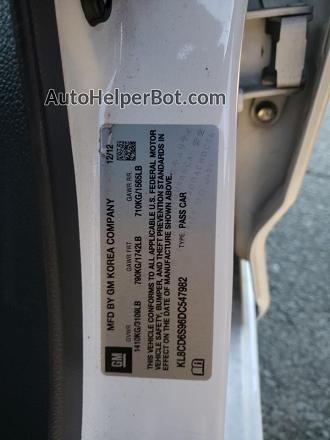 AutoHelperBot.com
MFD BY GM KOREA COMPANY 12/12
GVWR GAWR FRT GAWR RR
1410KG/3109LB 790KG/1742LB 710KG/1565LB
THIS VEHICLE CONFORMS TO ALL APPLICABLE U.S. FEDERAL MOTOR
VEHICLE SAFETY, BUMPER, AND THEFT PREVENTION STANDARDS IN
EFFECT ON THE DATE OF MANUFACTURE SHOWN ABOVE.
KL8CD6S96DC547982 TYPE: PASS CAR
GM